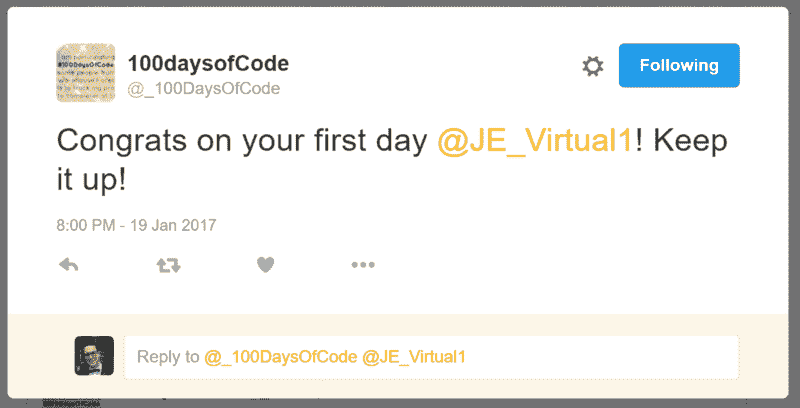 100daysofCode
@_100DaysOfCode
Following
Congrats on your first day @JE_Virtual1! Keep
it up!
8:00 PM - 19 Jan 2017
Reply to @_100DaysOfCode @JE_Virtual1